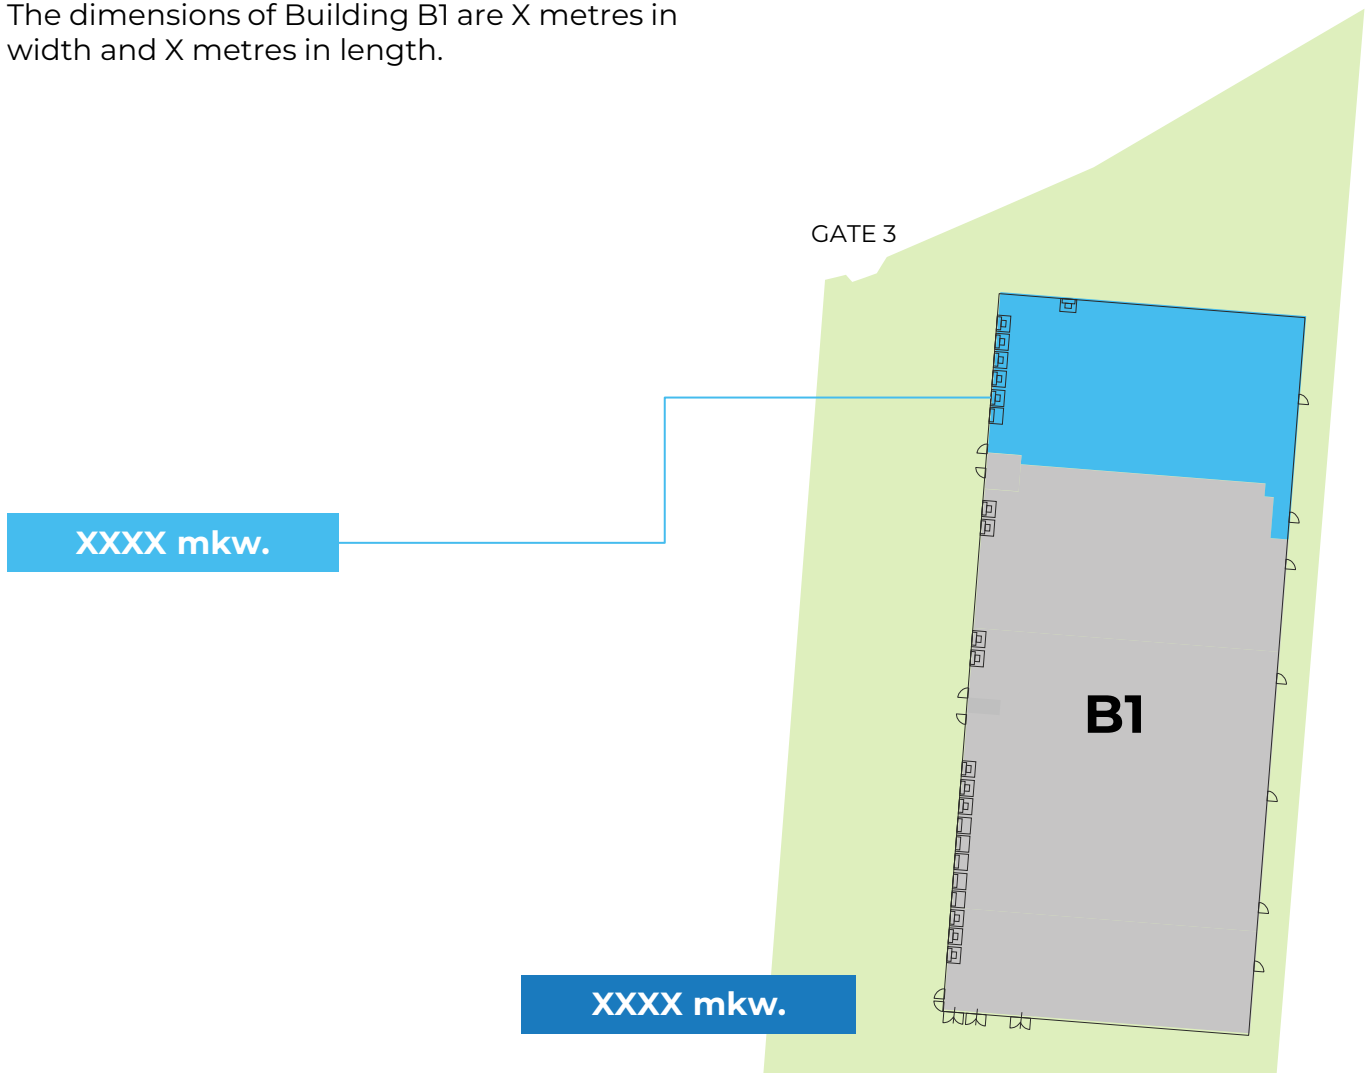 The dimensions of Building B1 are X metres in
width and X metres in length.
GATE 3
XXXX mkw.
B1
XXXX mkw.